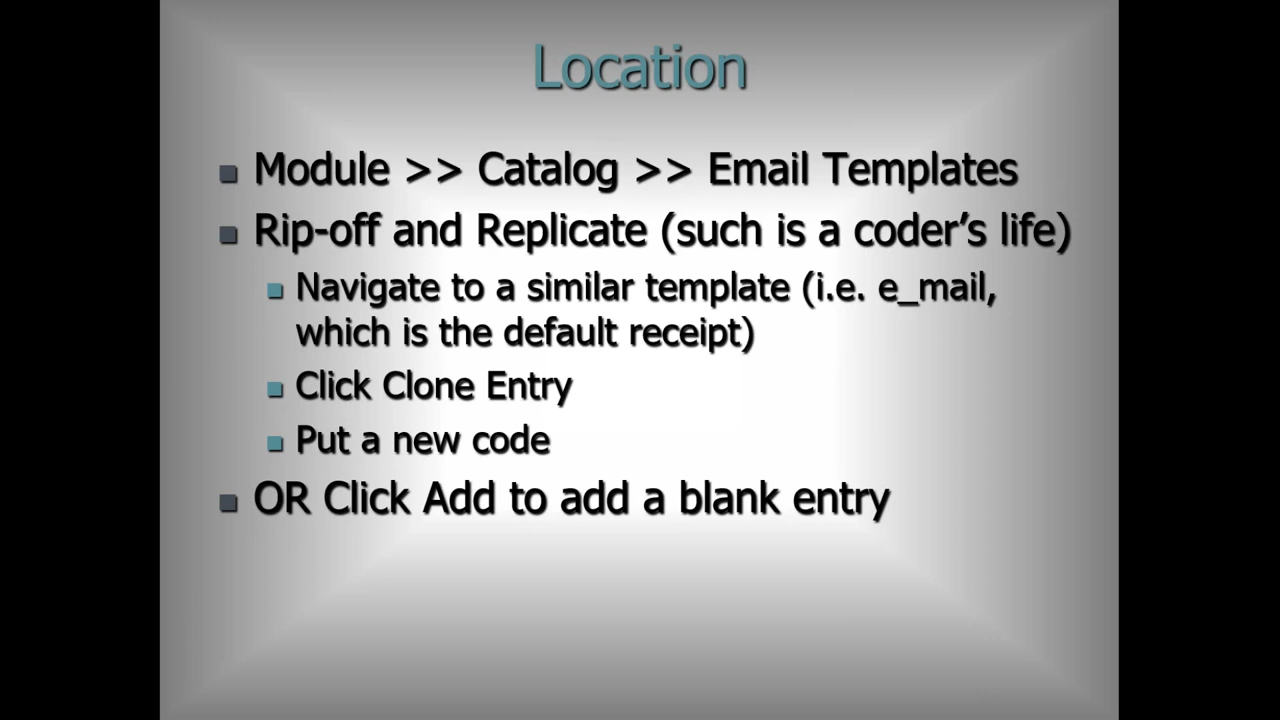 Location
Module >> Catalog >> Email Templates
Rip-off and Replicate (such is a coder’s life)
Navigate to a similar template (i.e. e_mail,
which is the default receipt)
Click Clone Entry
Put a new code
OR Click Add to add a blank entry